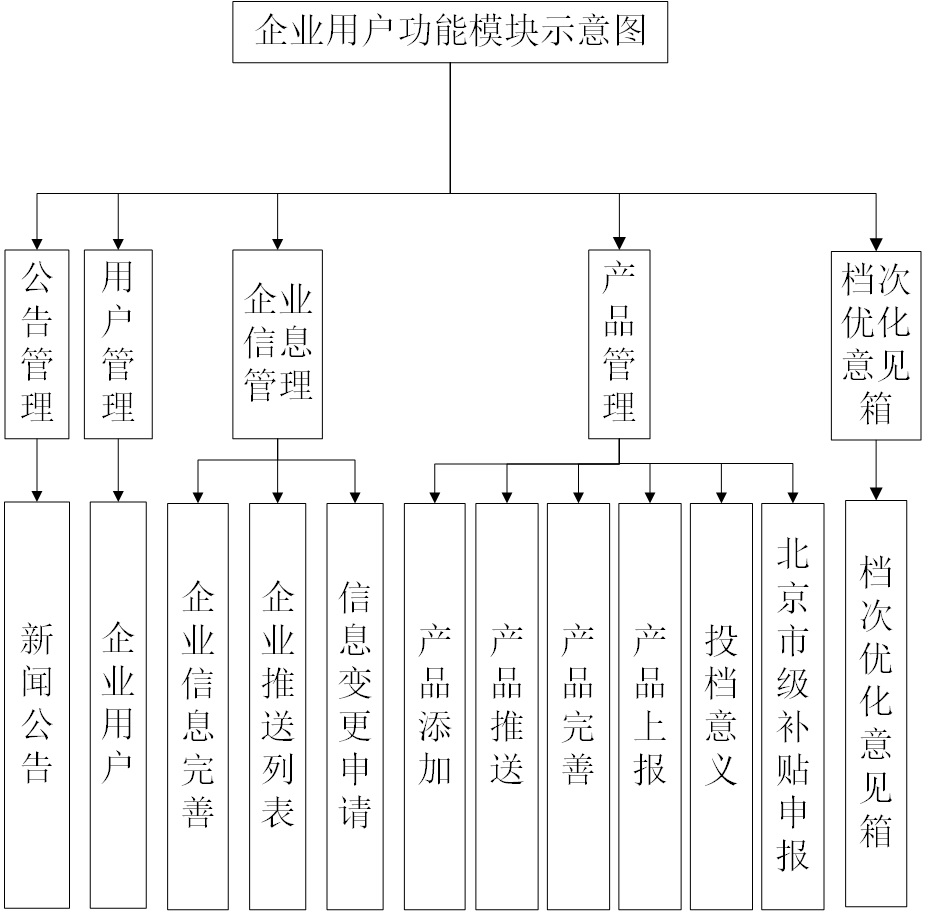 企业用户功能模块示意图
公告管理
用户管理
企业
信息
管理
产品管理
档次
优化
意见
箱
新闻公告
企业用户
企业信息完善
企业推送列表
信息变更申请
产品添加
产品推送
产品完善
产品上报
投档意义
北京市级补贴申报
档次优化意见箱